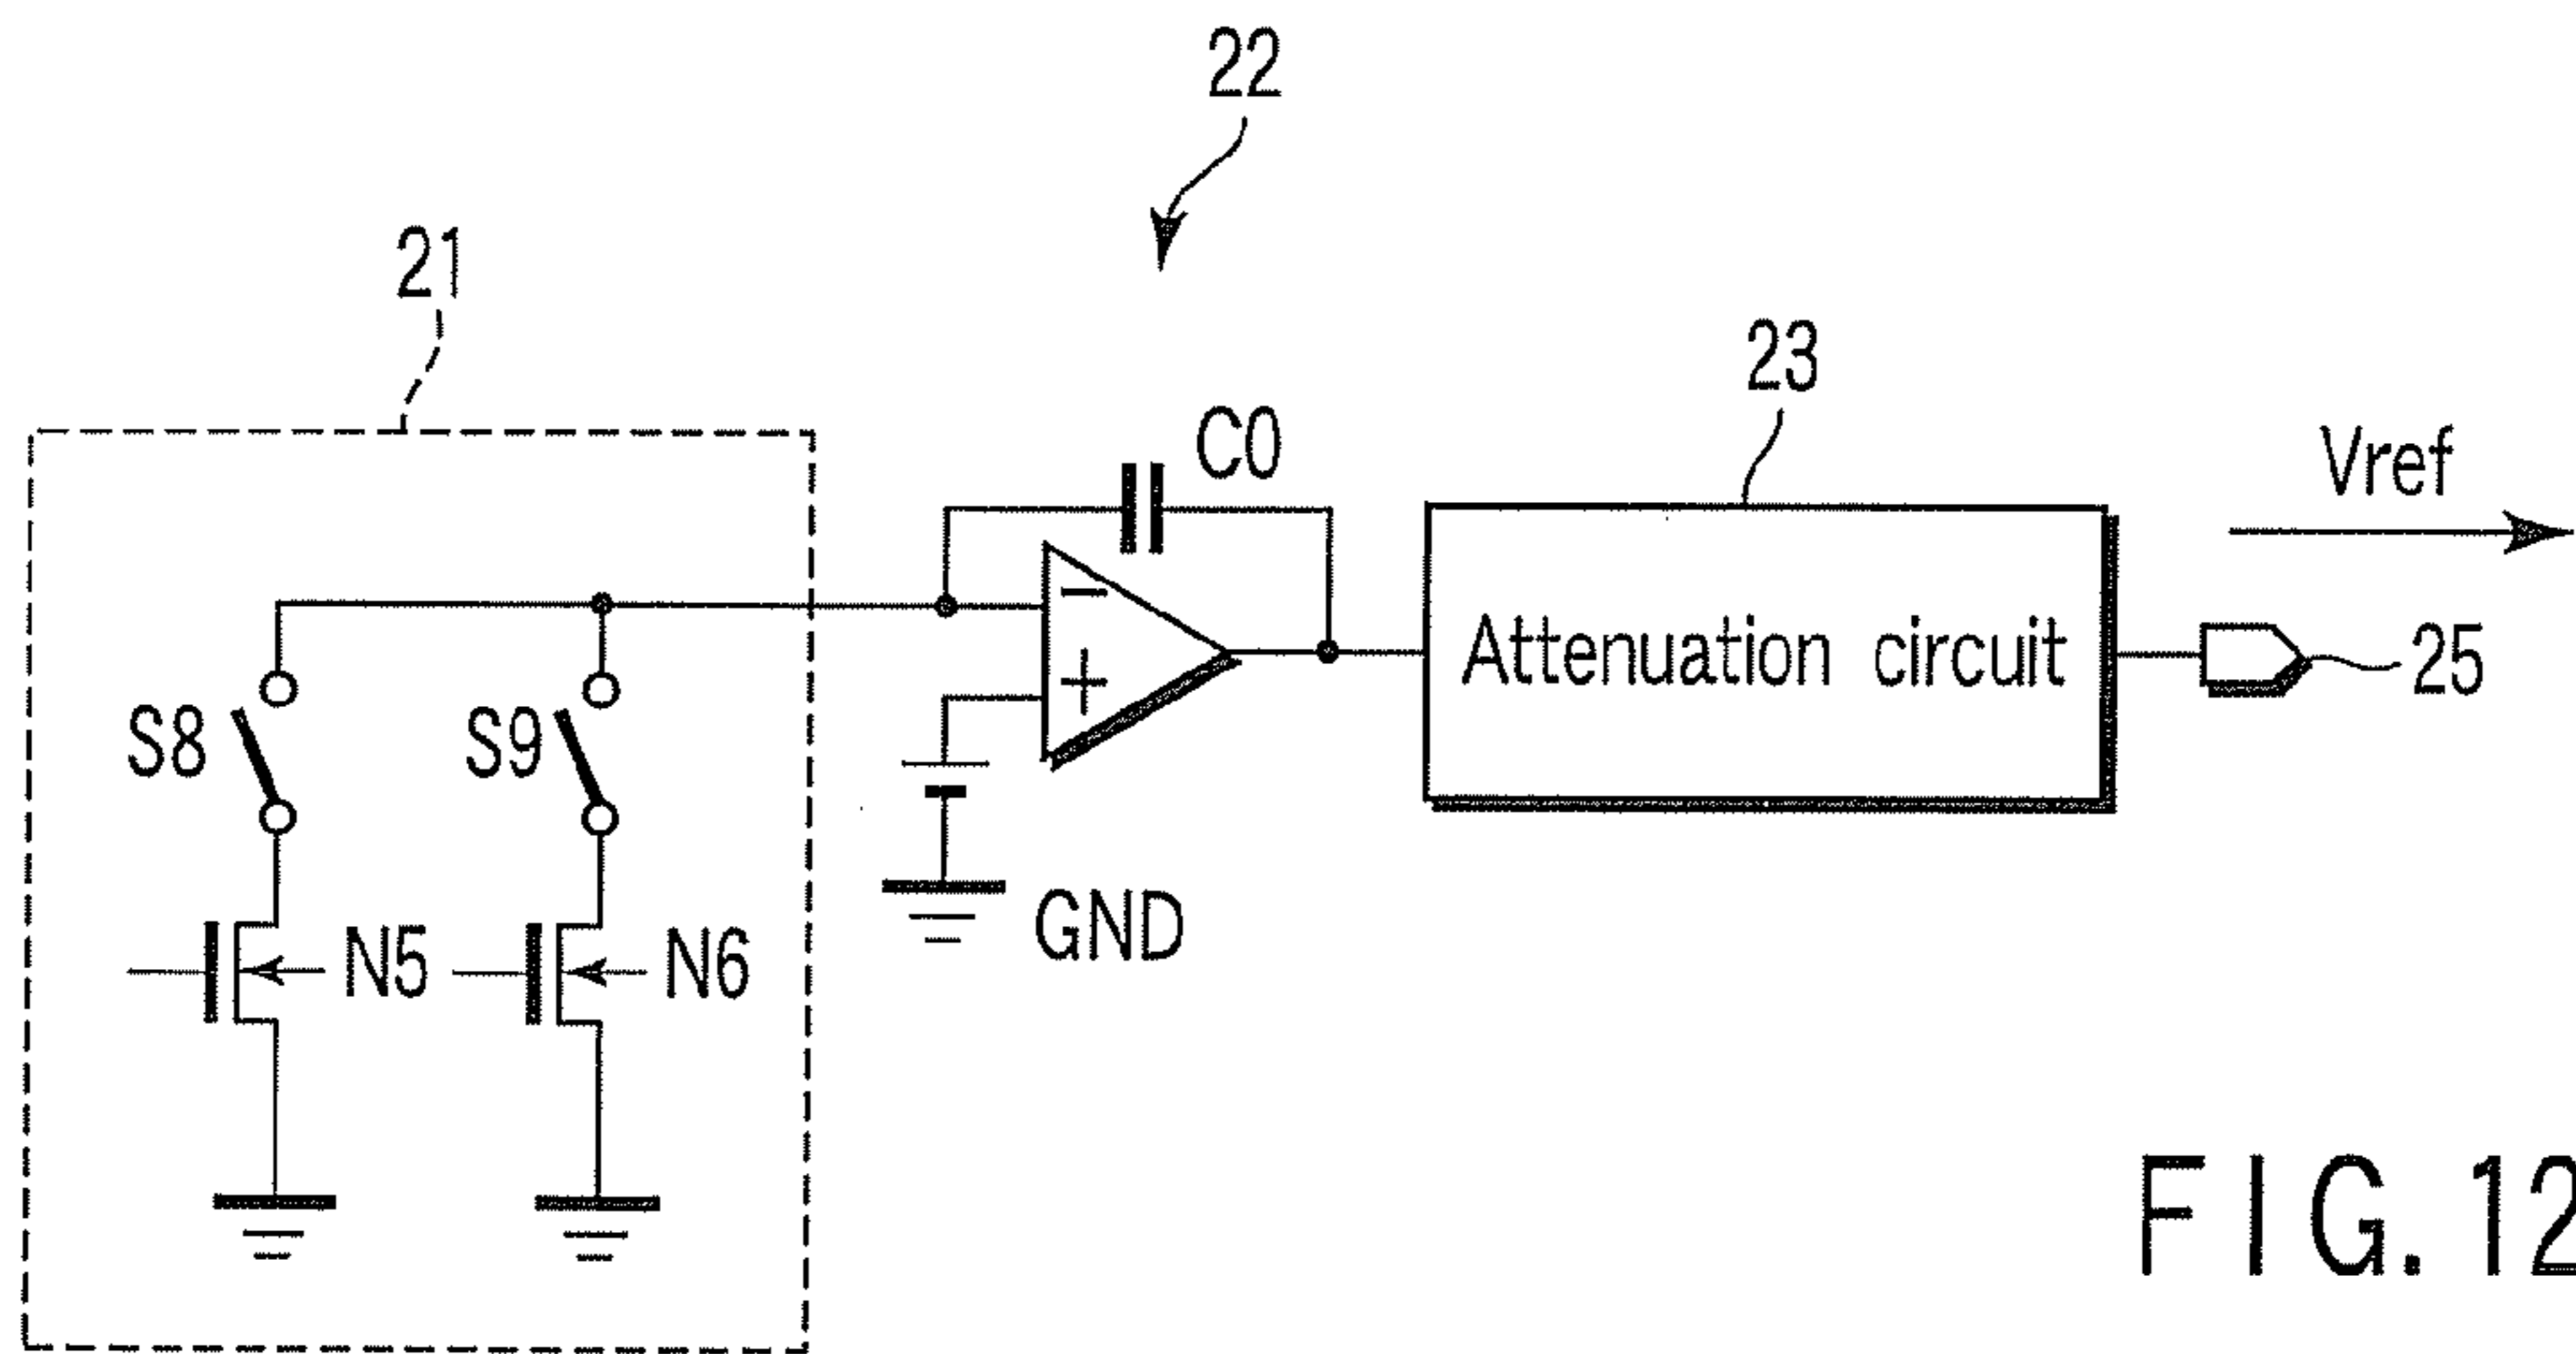 22
21
23
C0
Vref
Attenuation circuit
25
S8
S9
N5
N6
GND
FIG. 12